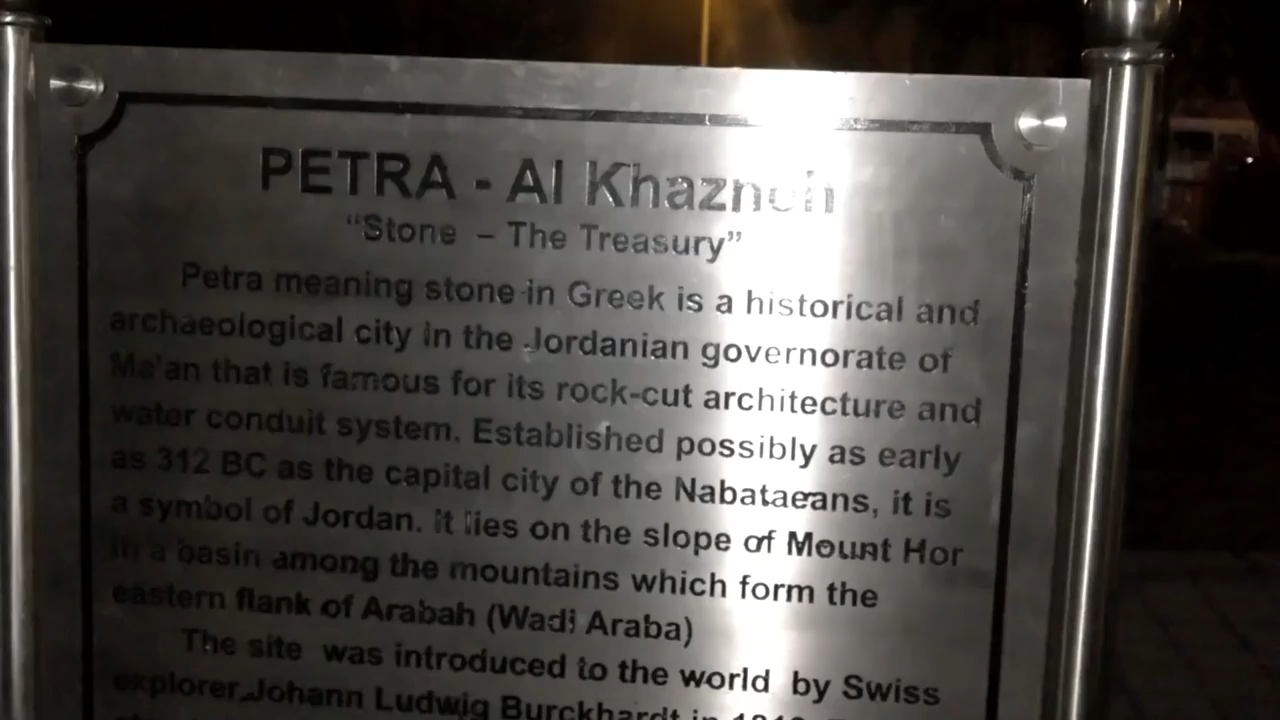 PETRA - Al Khazneh
“Stone – The Treasury”
Petra meaning stone in Greek is a historical and
archaeological city in the Jordanian governorate of
Ma'an that is famous for its rock-cut architecture and
water conduit system. Established possibly as early
as 312 BC as the capital city of the Nabataeans, it is
a symbol of Jordan. It lies on the slope of Mount Hor
in a basin among the mountains which form the
eastern flank of Arabah (Wadi Araba)
The site was introduced to the world by Swiss
explorer Johann Ludwig Burckhardt in